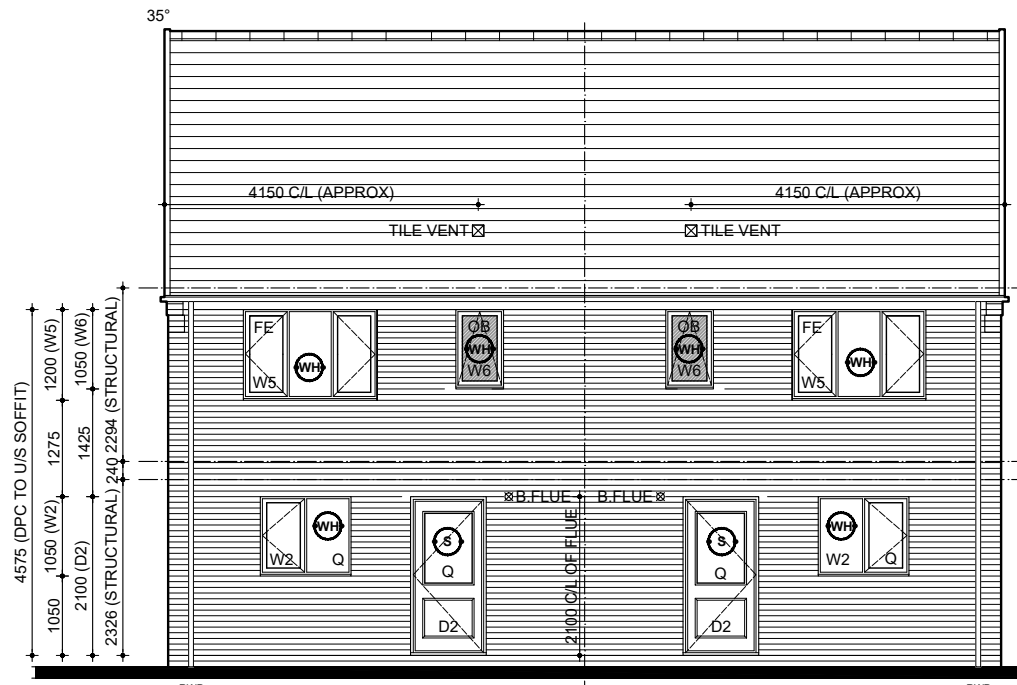 35°
4150 C/L (APPROX)
4150 C/L (APPROX)
TILE VENT
TILE VENT
4575 (DPC TO U/S SOFFIT)
1200 (W5)
1275
1050 (W2)
1050
1050 (W6)
1425
2100 (D2)
2294 (STRUCTURAL)
240
2326 (STRUCTURAL)
FE
WH
W5
OB
WH
W6
OB
WH
W6
FE
WH
W5
B.FLUE
B.FLUE
2100 C/L OF FLUE
WH
W2
Q
S
Q
D2
S
Q
D2
WH
W2
Q